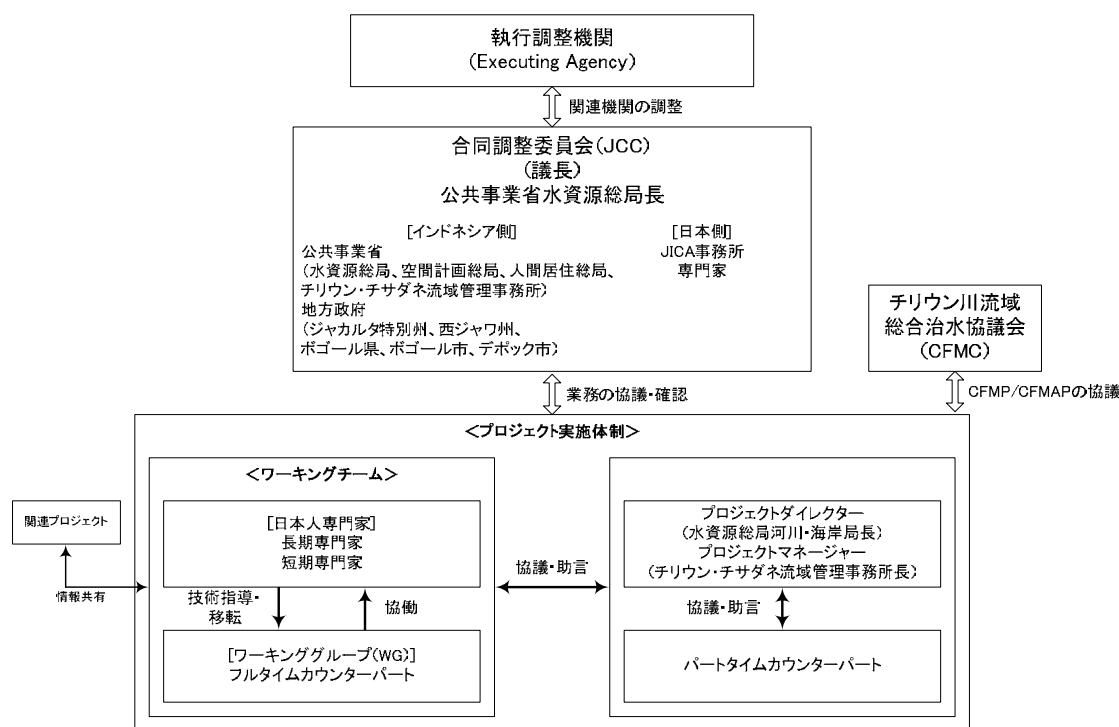 執行調整機関
(Executing Agency)
関連機関の調整
合同調整委員会(JCC)
(議長)
公共事業省水資源総局長
[インドネシア側]
公共事業省
(水資源総局、空間計画総局、人間居住総局、
チリウン・チサダネ流域管理事務所)
地方政府
(ジャカルタ特別州、西ジャワ州、
ボゴール県、ボゴール市、デポック市)
[日本側]
JICA事務所
専門家
チリウン川流域
総合治水協議会
(CFMC)
業務の協議・確認
CFMP/CFMAPの協議
<プロジェクト実施体制>
<ワーキングチーム>
関連プロジェクト
情報共有
[日本人専門家]
長期専門家
短期専門家
技術指導・
移転
協働
[ワーキンググループ(WG)]
フルタイムカウンターパート
協議・助言
プロジェクトダイレクター
(水資源総局河川・海岸局長)
プロジェクトマネージャー
(チリウン・チサダネ流域管理事務所長)
協議・助言
パートタイムカウンターパート